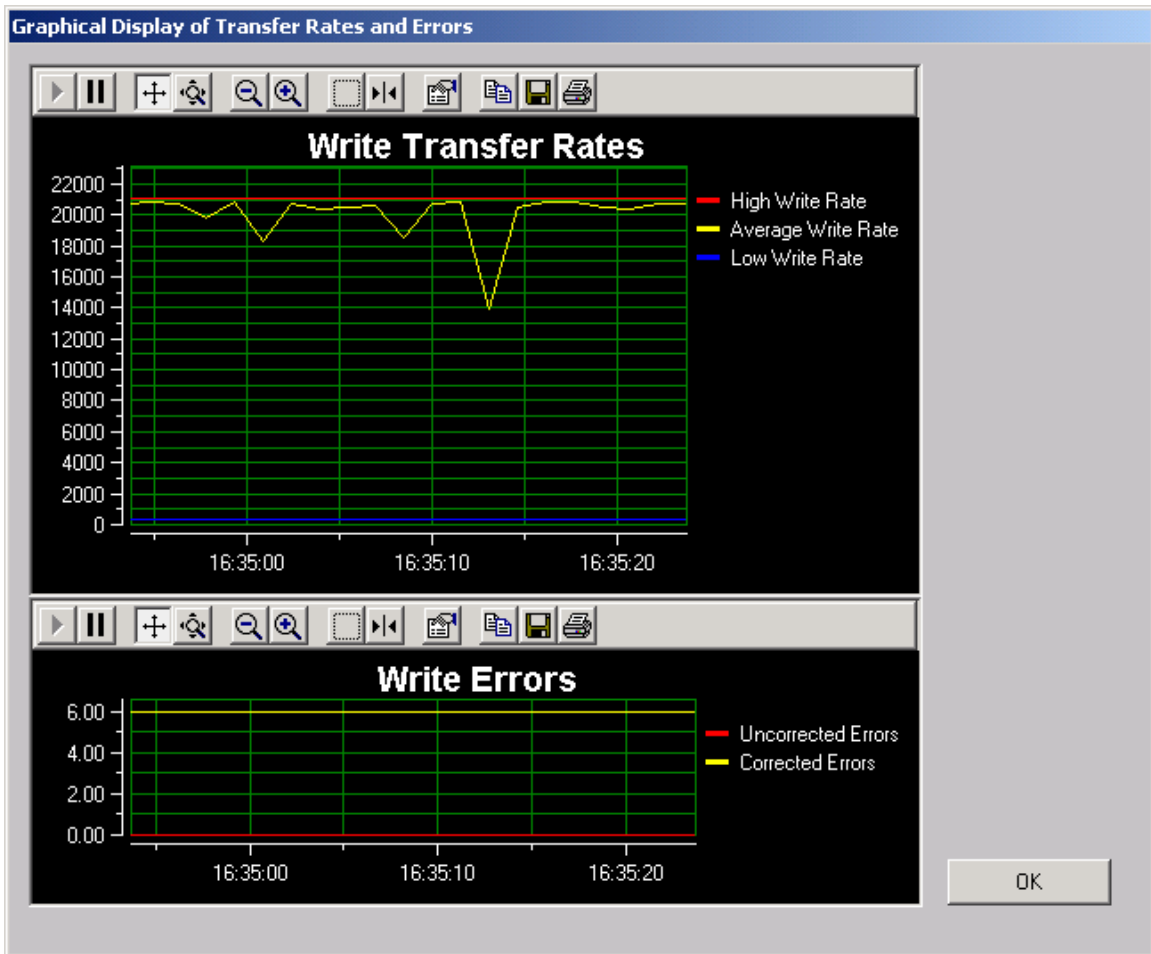 Graphical Display of Transfer Rates and Errors
Write Transfer Rates
22000
20000
18000
16000
14000
12000
10000
8000
6000
4000
2000
0
16:35:00 16:35:10 16:35:20
High Write Rate
Average Write Rate
Low Write Rate
Write Errors
6.00
4.00
2.00
0.00
16:35:00 16:35:10 16:35:20
Uncorrected Errors
Corrected Errors
OK